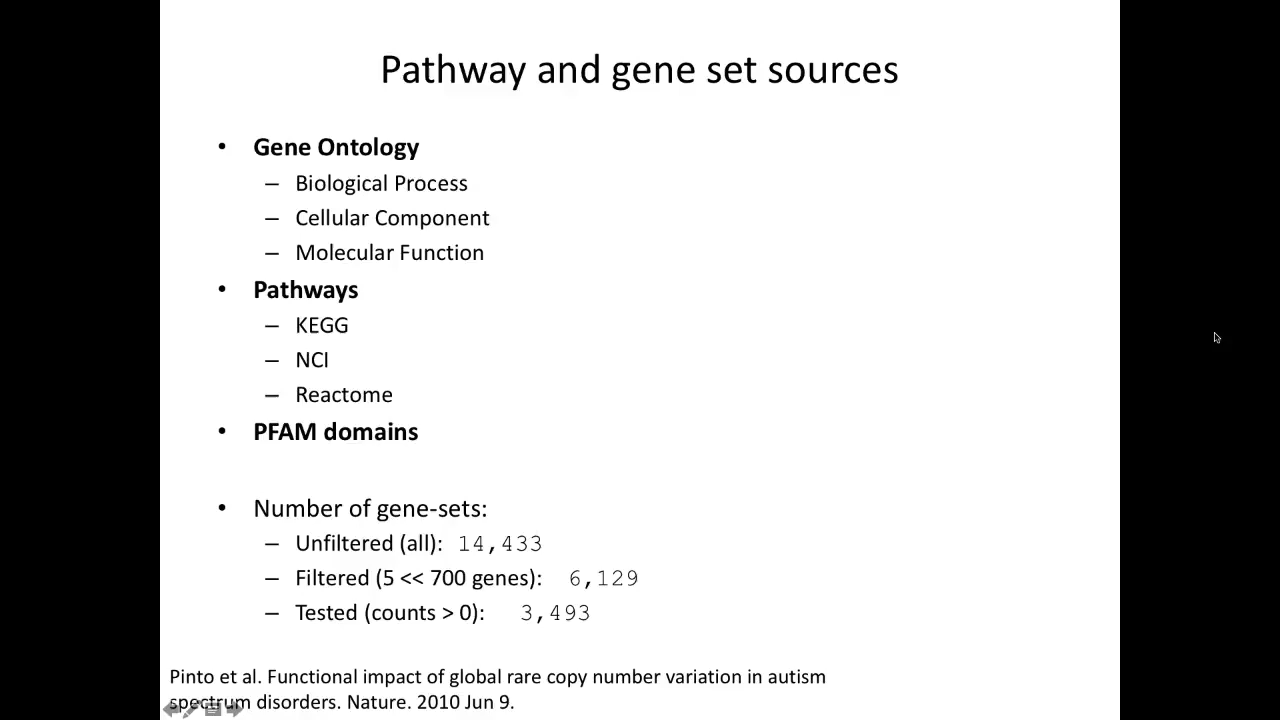 Pathway and gene set sources
• Gene Ontology
– Biological Process
– Cellular Component
– Molecular Function
• Pathways
– KEGG
– NCI
– Reactome
• PFAM domains
• Number of gene-sets:
– Unfiltered (all): 14,433
– Filtered (5 << 700 genes): 6,129
– Tested (counts > 0): 3,493
Pinto et al. Functional impact of global rare copy number variation in autism
spectrum disorders. Nature. 2010 Jun 9.